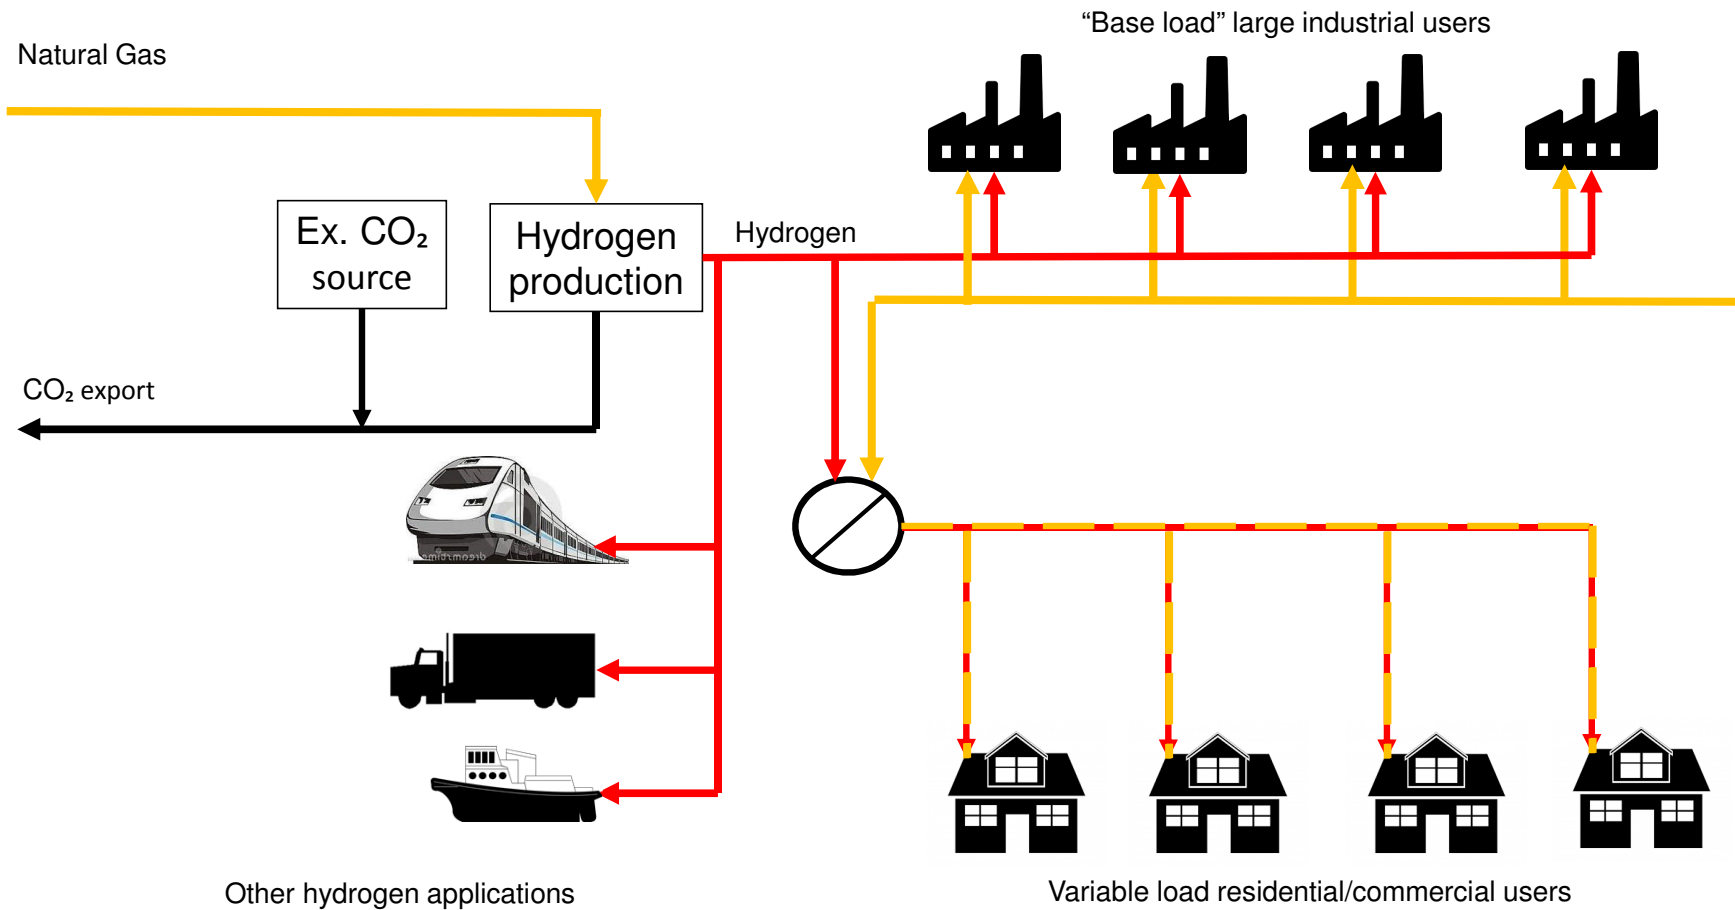 “Base load” large industrial users
Natural Gas
Ex. CO₂
source
Hydrogen
production
Hydrogen
CO₂ export
Other hydrogen applications
Variable load residential/commercial users